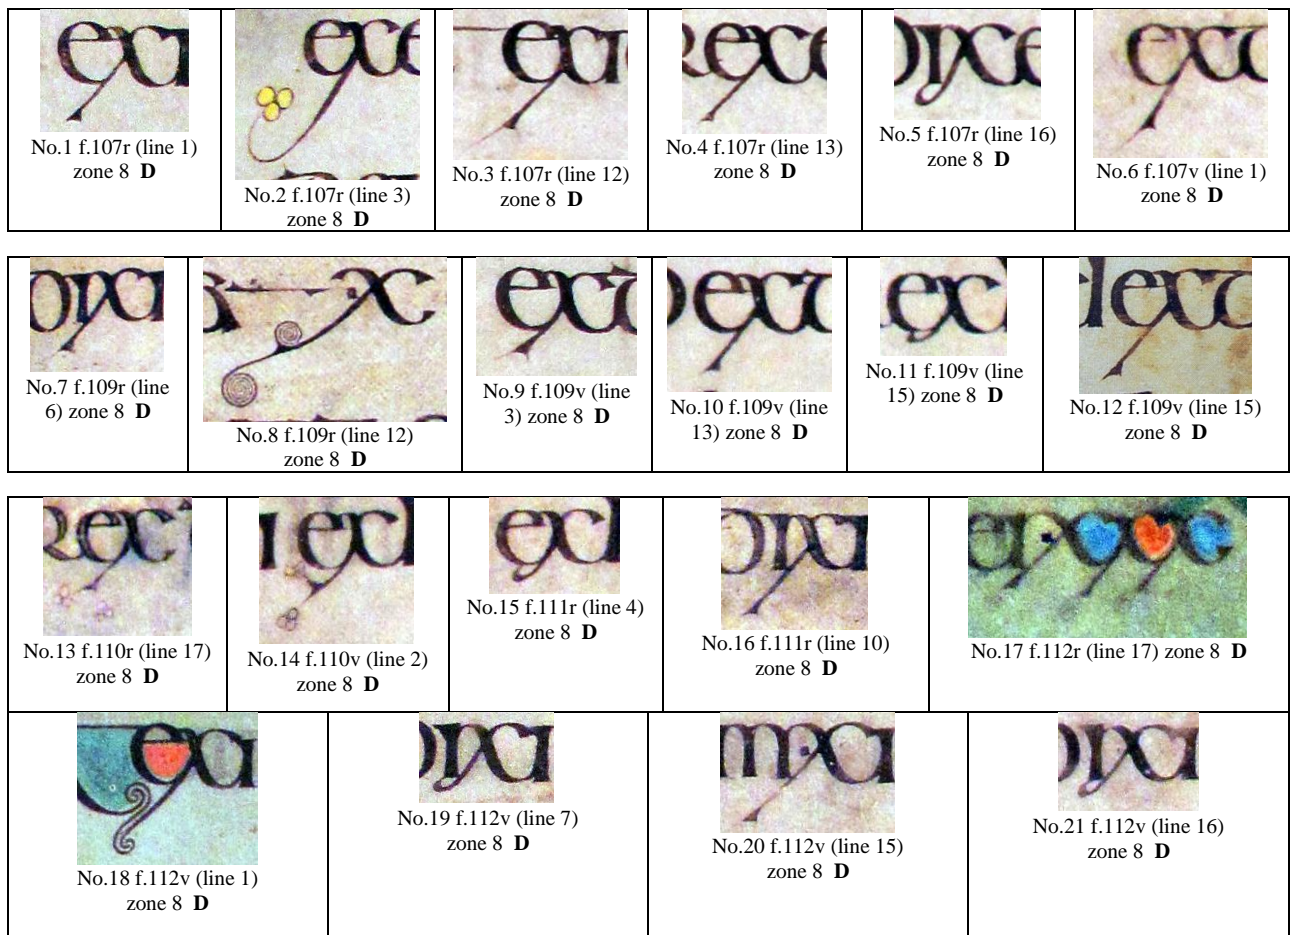 No.1 f.107r (line 1)
zone 8 D
No.2 f.107r (line 3)
zone 8 D
No.3 f.107r (line 12)
zone 8 D
No.4 f.107r (line 13)
zone 8 D
No.5 f.107r (line 16)
zone 8 D
No.6 f.107v (line 1)
zone 8 D
No.7 f.109r (line
6) zone 8 D
No.8 f.109r (line 12)
zone 8 D
No.9 f.109v (line
3) zone 8 D
No.10 f.109v (line
13) zone 8 D
No.11 f.109v (line
15) zone 8 D
No.12 f.109v (line 15)
zone 8 D
No.13 f.110r (line 17)
zone 8 D
No.14 f.110v (line 2)
zone 8 D
No.15 f.111r (line 4)
zone 8 D
No.16 f.111r (line 10)
zone 8 D
No.17 f.112r (line 17) zone 8 D
No.18 f.112v (line 1)
zone 8 D
No.19 f.112v (line 7)
zone 8 D
No.20 f.112v (line 15)
zone 8 D
No.21 f.112v (line 16)
zone 8 D